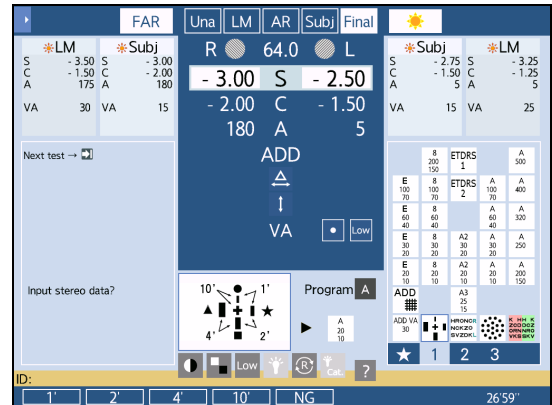 FAR
Una LM AR Subj Final
LM Subj
S - 3.50 S - 3.00
C - 1.50 C - 2.00
A 175 A 180
VA 30 VA 15
R 64.0 L
- 3.00 S - 2.50
- 2.00 C - 1.50
180 A 5
ADD
VA Low
Subj LM
S - 2.75 S - 3.25
C - 1.50 C - 1.25
A 5 A 5
VA 15 VA 25
Next test →
Input stereo data?
8 200 150
ETDRS 1
A 500
E 100 70
8 100 70
ETDRS 2
A 100 70
A 400
E 60 40
8 60 40
A 60 40
A 320
E 30 20
8 30 20
A2 30 20
A 30 20
A 250
E 20 10
8 20 10
A2 20 10
A 20 10
A 200 150
ADD
A3 25 15
ADD VA 30
1 2 3
10' 1'
4' 2'
Program A
A 20 10
Low R Cat. ?
ID:
1' 2' 4' 10' NG 26'59"